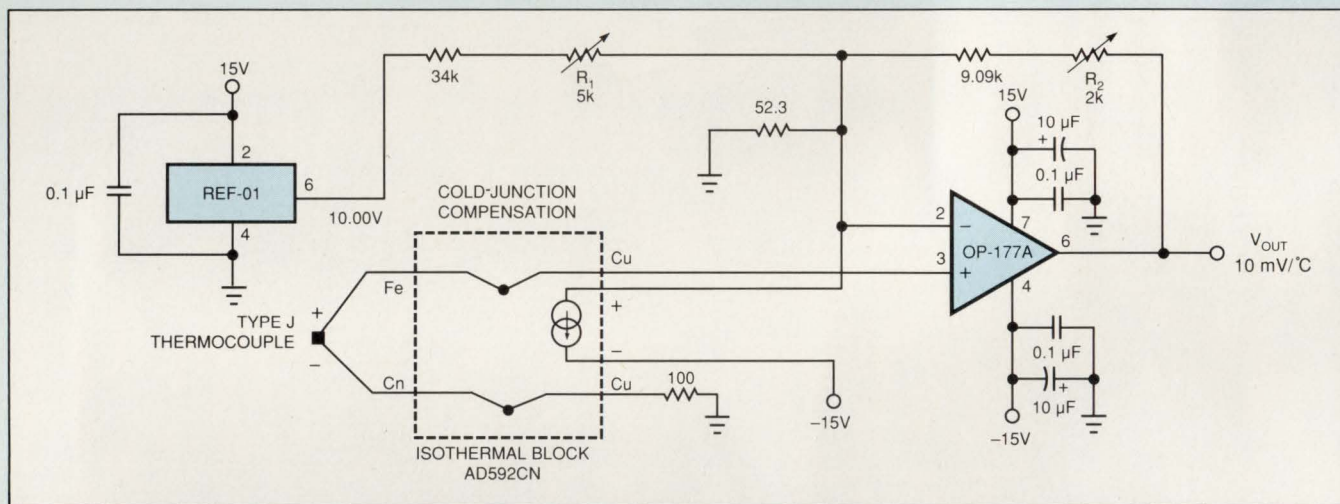 34k
R1
5k
9.09k
R2
2k
15V
52.3
15V
10 µF
+
0.1 µF
2
0.1 µF
REF-01
6
10.00V
4
COLD-JUNCTION
COMPENSATION
Cu
2
−
7
OP-177A
6
3
+
4
VOUT
10 mV/°C
Fe
+
TYPE J
THERMOCOUPLE
−
+
−
Cn
Cu
100
−15V
0.1 µF
10 µF
+
−15V
ISOTHERMAL BLOCK
AD592CN